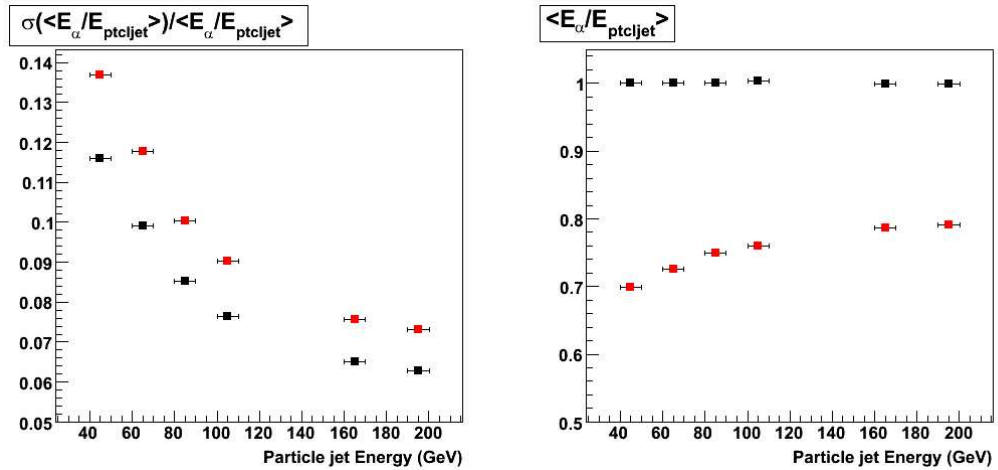 σ(<E_α/E_ptcljet>)/<E_α/E_ptcljet>
0.14
0.13
0.12
0.11
0.1
0.09
0.08
0.07
0.06
0.05
40 60 80 100 120 140 160 180 200
Particle jet Energy (GeV)
<E_α/E_ptcljet>
1
0.9
0.8
0.7
0.6
0.5
40 60 80 100 120 140 160 180 200
Particle jet Energy (GeV)